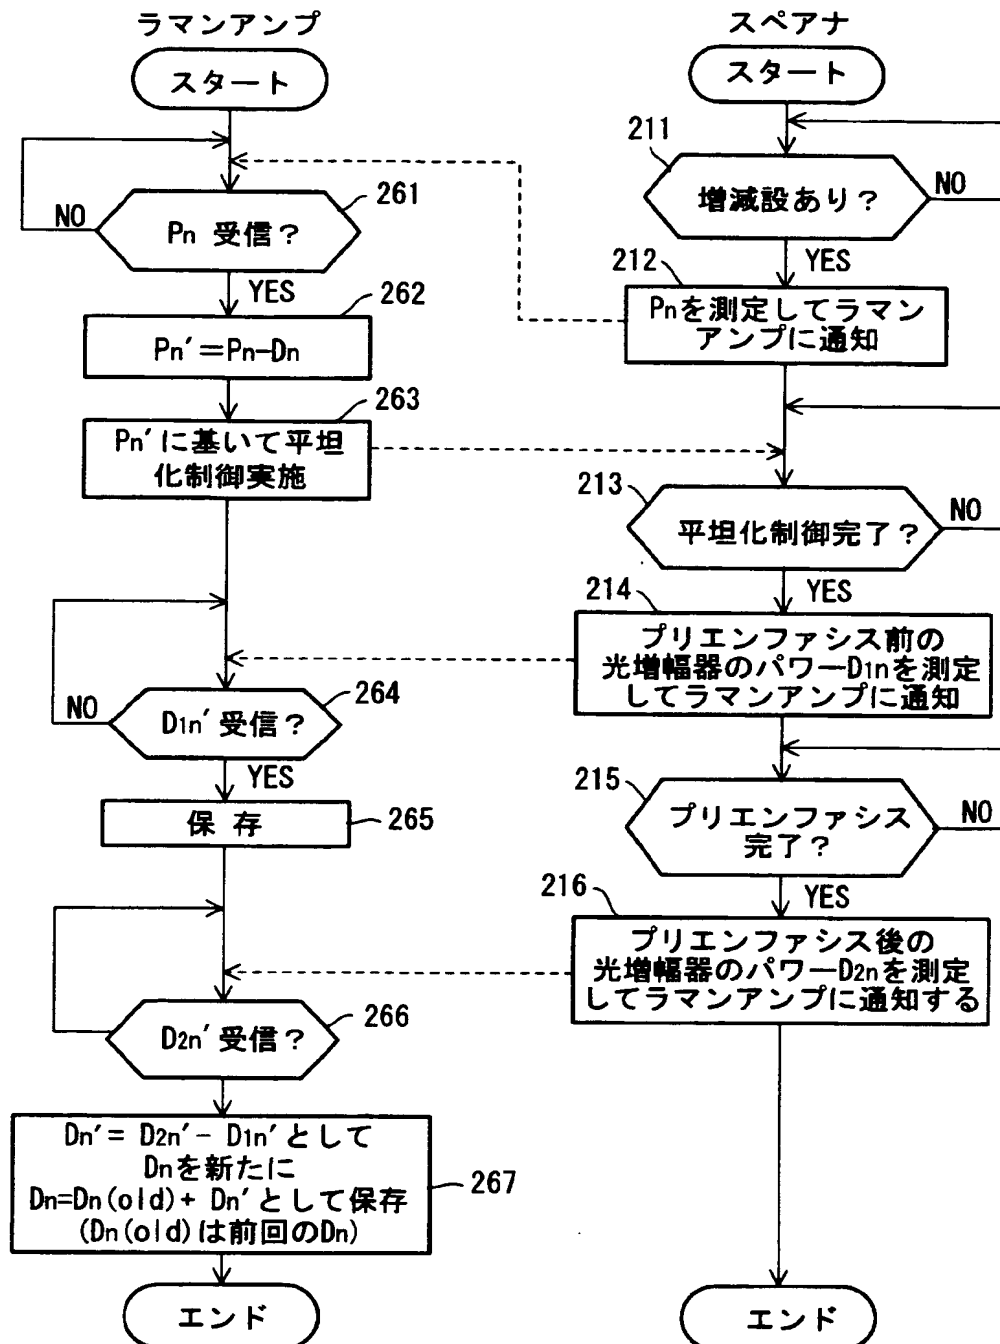 ラマンアンプ
スタート
261
Pn 受信?
NO
YES
262
Pn'=Pn-Dn
263
Pn'に基いて平坦
化制御実施
264
D1n' 受信?
NO
YES
保 存
265
266
D2n' 受信?
Dn'= D2n'- D1n'として
Dnを新たに
Dn=Dn(old)+ Dn'として保存
(Dn(old)は前回のDn)
267
エンド
スペアナ
スタート
211
増減設あり?
NO
YES
212
Pnを測定してラマン
アンプに通知
213
平坦化制御完了?
NO
YES
214
プリエンファシス前の
光増幅器のパワーD1nを測定
してラマンアンプに通知
215
プリエンファシス
完了?
NO
YES
216
プリエンファシス後の
光増幅器のパワーD2nを測定
してラマンアンプに通知する
エンド